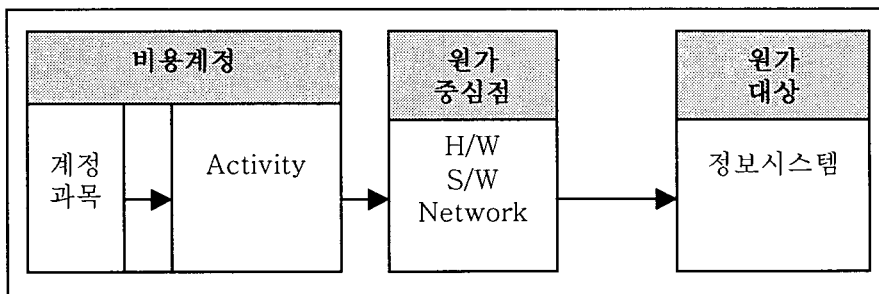 비용계정
원가
중심점
원가
대상
계정
과목
Activity
H/W
S/W
Network
정보시스템